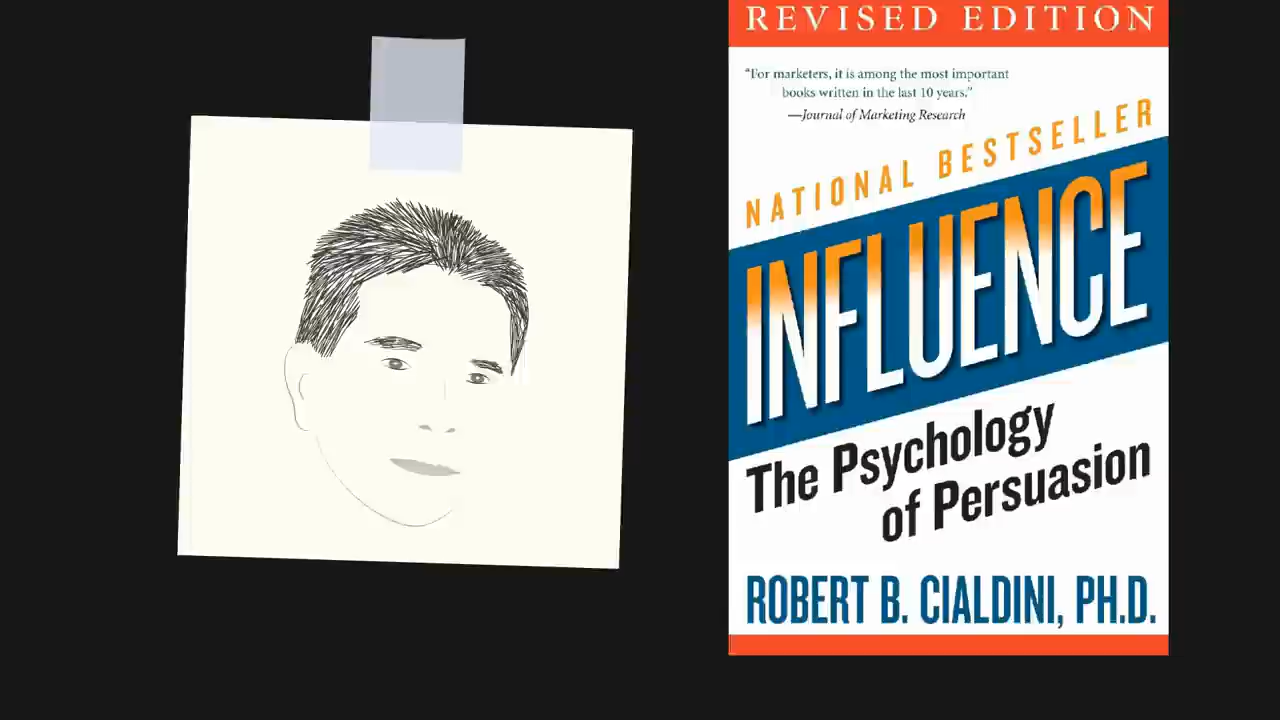 REVISED EDITION
“For marketers, it is among the most important
books written in the last 10 years.”
—Journal of Marketing Research
NATIONAL BESTSELLER
INFLUENCE
The Psychology
of Persuasion
ROBERT B. CIALDINI, PH.D.